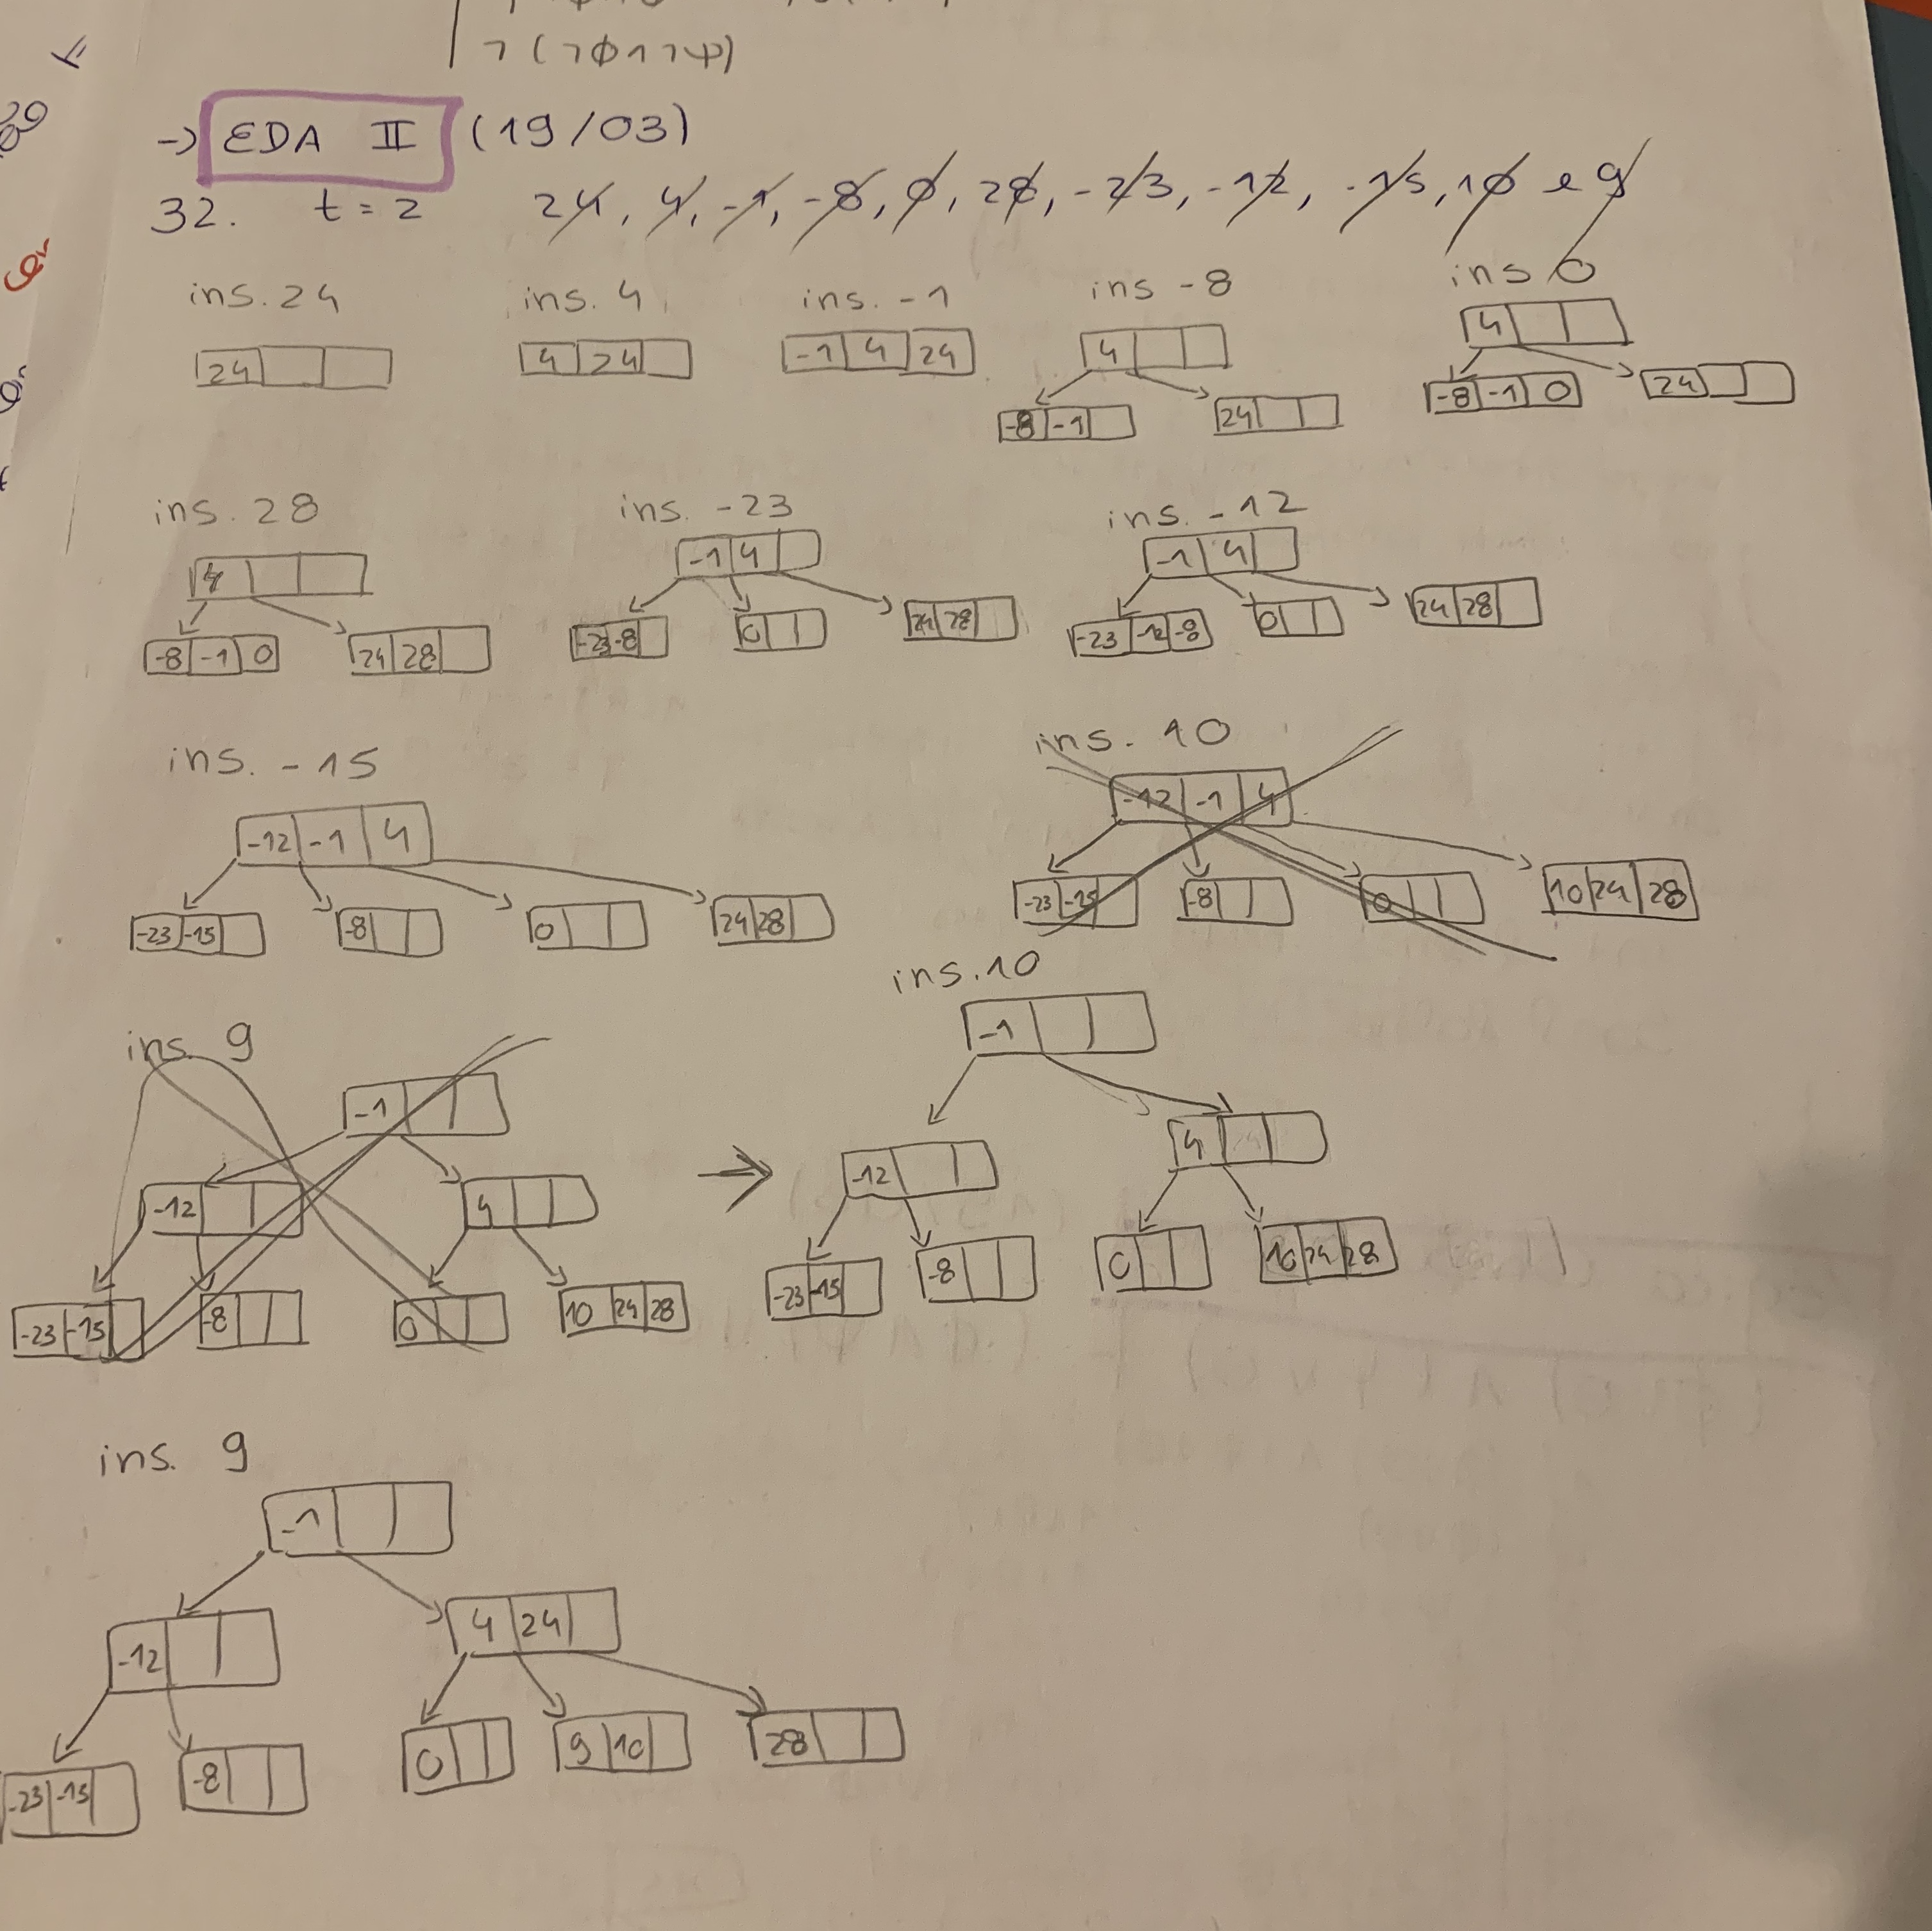 ¬(¬φ∧¬ψ)
→ EDA II (19/03)
32. t = 2 24, 4, -1, -8, 0, 28, -23, -12, -15, 10 e 9
ins. 24 ins. 4 ins. -1 ins -8 ins 0
24
4 24
-1 4 24
4
-8 -1 24
4
-8 -1 0 24
ins. 28 ins. -23 ins. -12
4
-8 -1 0 24 28
-1 4
-23 -8 0 24 28
-1 4
-23 -12 -8 0 24 28
ins. -15 ins. 10
-12 -1 4
-23 -15 -8 0 24 28
-12 -1 4
-23 -15 -8 0 10 24 28
ins. 9
-1
-12 4
-23 -15 -8 0 10 24 28
→
ins. 10
-1
-12 4
-23 -15 -8 0 10 24 28
ins. 9
-1
-12 4 24
-23 -15 -8 0 9 10 28